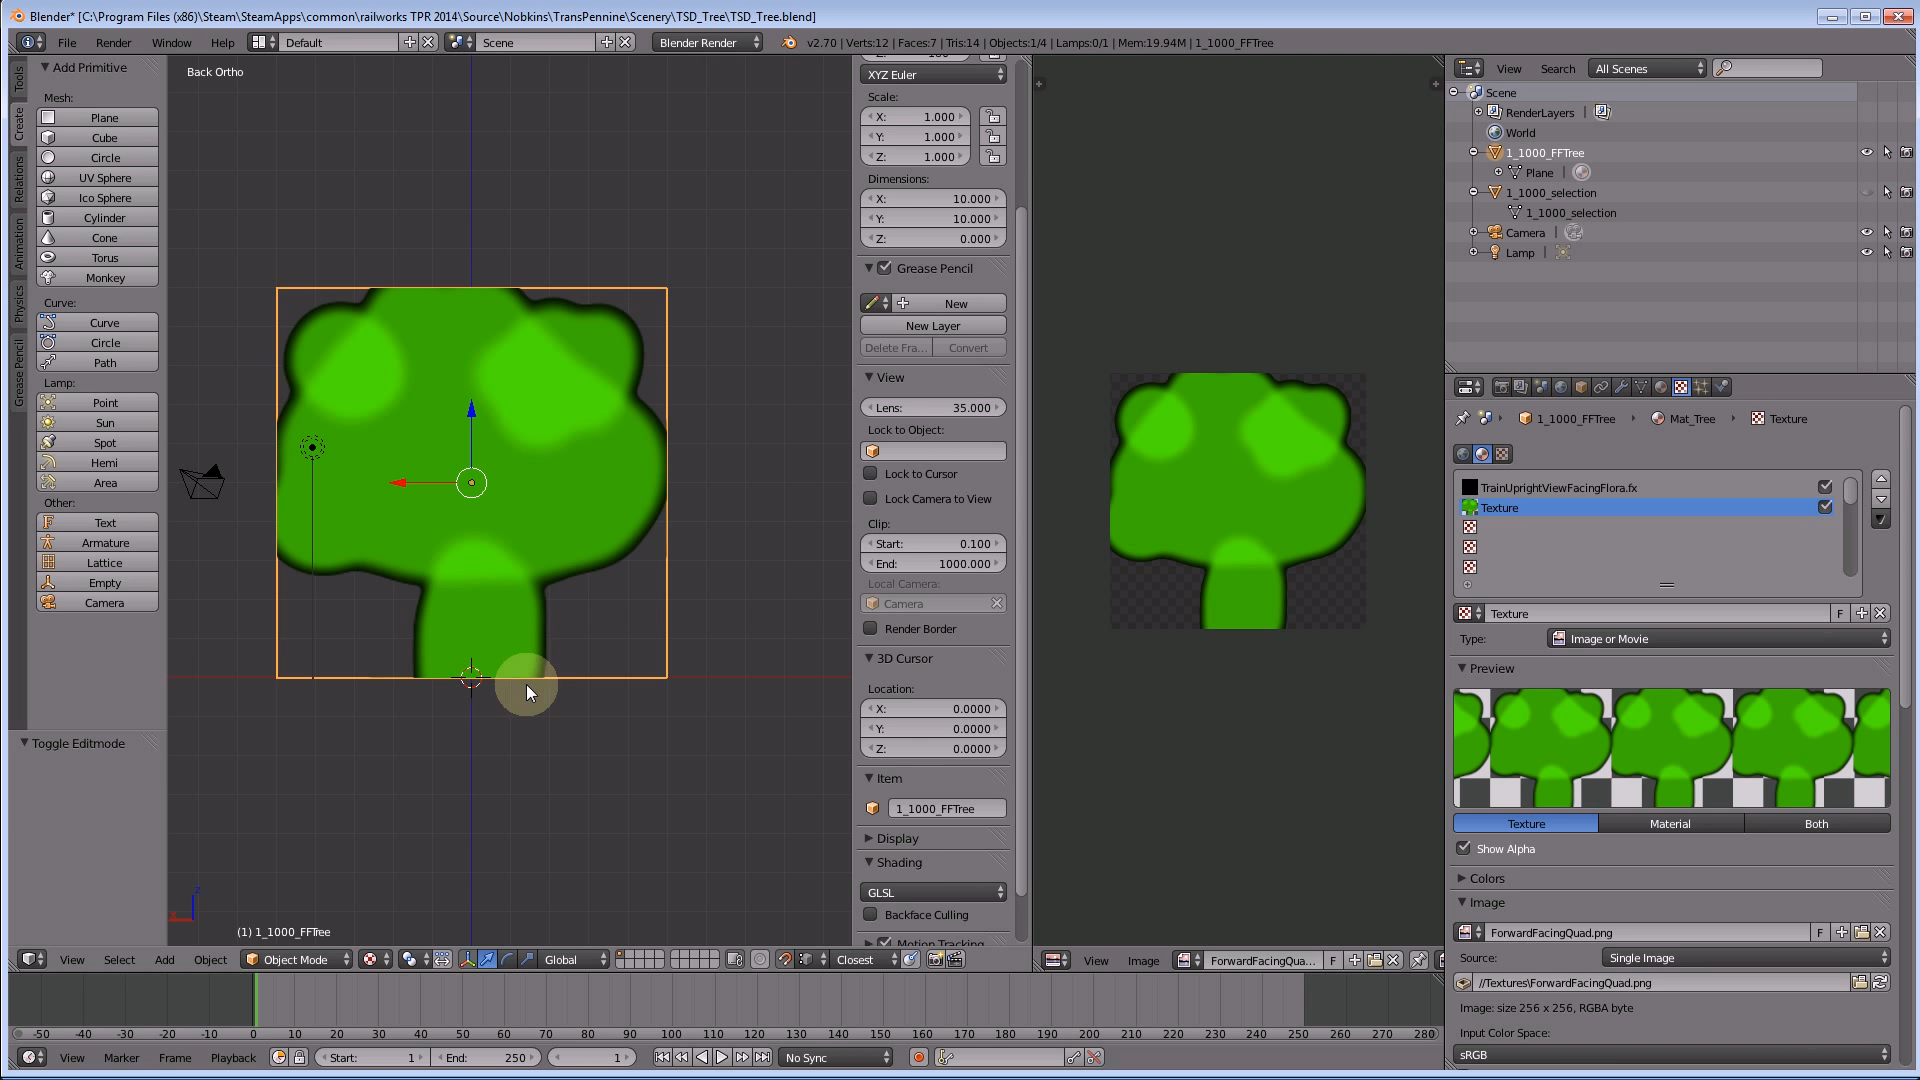 Blender* [C:\Program Files (x86)\Steam\SteamApps\common\railworks TPR 2014\Source\Nobkins\TransPennine\Scenery\TSD_Tree\TSD_Tree.blend]
File Render Window Help Default Scene Blender Render v2.70 | Verts:12 | Faces:7 | Tris:14 | Objects:1/4 | Lamps:0/1 | Mem:19.94M | 1_1000_FFTree
Tools
Create
Relations
Animation
Physics
Grease Pencil
Add Primitive
Mesh:
Plane
Cube
Circle
UV Sphere
Ico Sphere
Cylinder
Cone
Torus
Monkey
Curve:
Curve
Circle
Path
Lamp:
Point
Sun
Spot
Hemi
Area
Other:
Text
Armature
Lattice
Empty
Camera
Toggle Editmode
Back Ortho
z
x
(1) 1_1000_FFTree
XYZ Euler
Scale:
X: 1.000
Y: 1.000
Z: 1.000
Dimensions:
X: 10.000
Y: 10.000
Z: 0.000
Grease Pencil
New
New Layer
Delete Fra... Convert
View
Lens: 35.000
Lock to Object:
Lock to Cursor
Lock Camera to View
Clip:
Start: 0.100
End: 1000.000
Local Camera:
Camera
Render Border
3D Cursor
Location:
X: 0.0000
Y: 0.0000
Z: 0.0000
Item
1_1000_FFTree
Display
Shading
GLSL
Backface Culling
Motion Tracking
View Select Add Object Object Mode Global Closest
View Image ForwardFacingQua... F
View Search All Scenes
Scene
RenderLayers |
World
1_1000_FFTree
Plane |
1_1000_selection
1_1000_selection
Camera |
Lamp |
1_1000_FFTree Mat_Tree Texture
TrainUprightViewFacingFlora.fx
Texture
Texture F
Type: Image or Movie
Preview
Texture Material Both
Show Alpha
Colors
Image
ForwardFacingQuad.png F
Source: Single Image
//Textures\ForwardFacingQuad.png
Image: size 256 x 256, RGBA byte
Input Color Space:
sRGB
-50 -40 -30 -20 -10 0 10 20 30 40 50 60 70 80 90 100 110 120 130 140 150 160 170 180 190 200 210 220 230 240 250 260 270 280
View Marker Frame Playback Start: 1 End: 250 1 No Sync